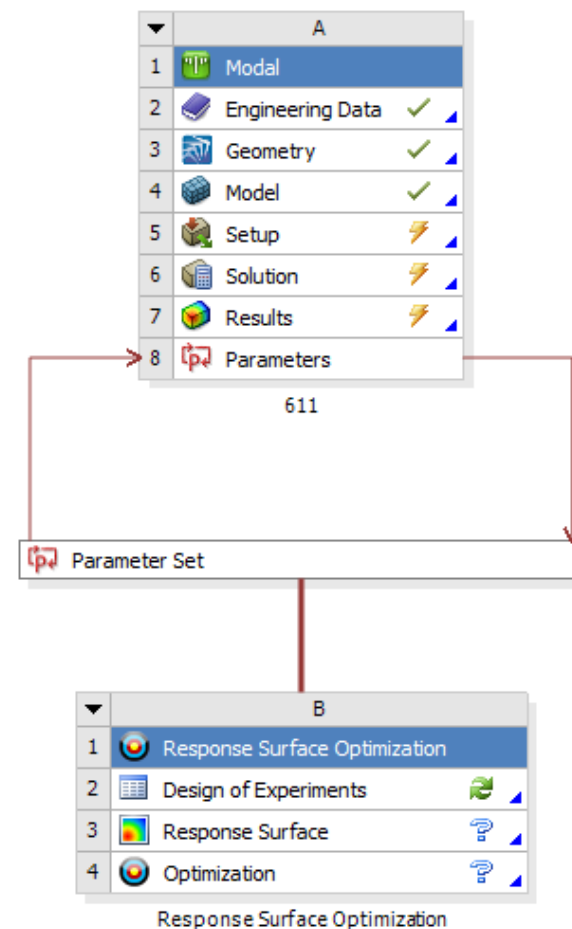 A
1 Modal
2 Engineering Data
3 Geometry
4 Model
5 Setup
6 Solution
7 Results
8 Parameters
611
Parameter Set
B
1 Response Surface Optimization
2 Design of Experiments
3 Response Surface
4 Optimization
Response Surface Optimization